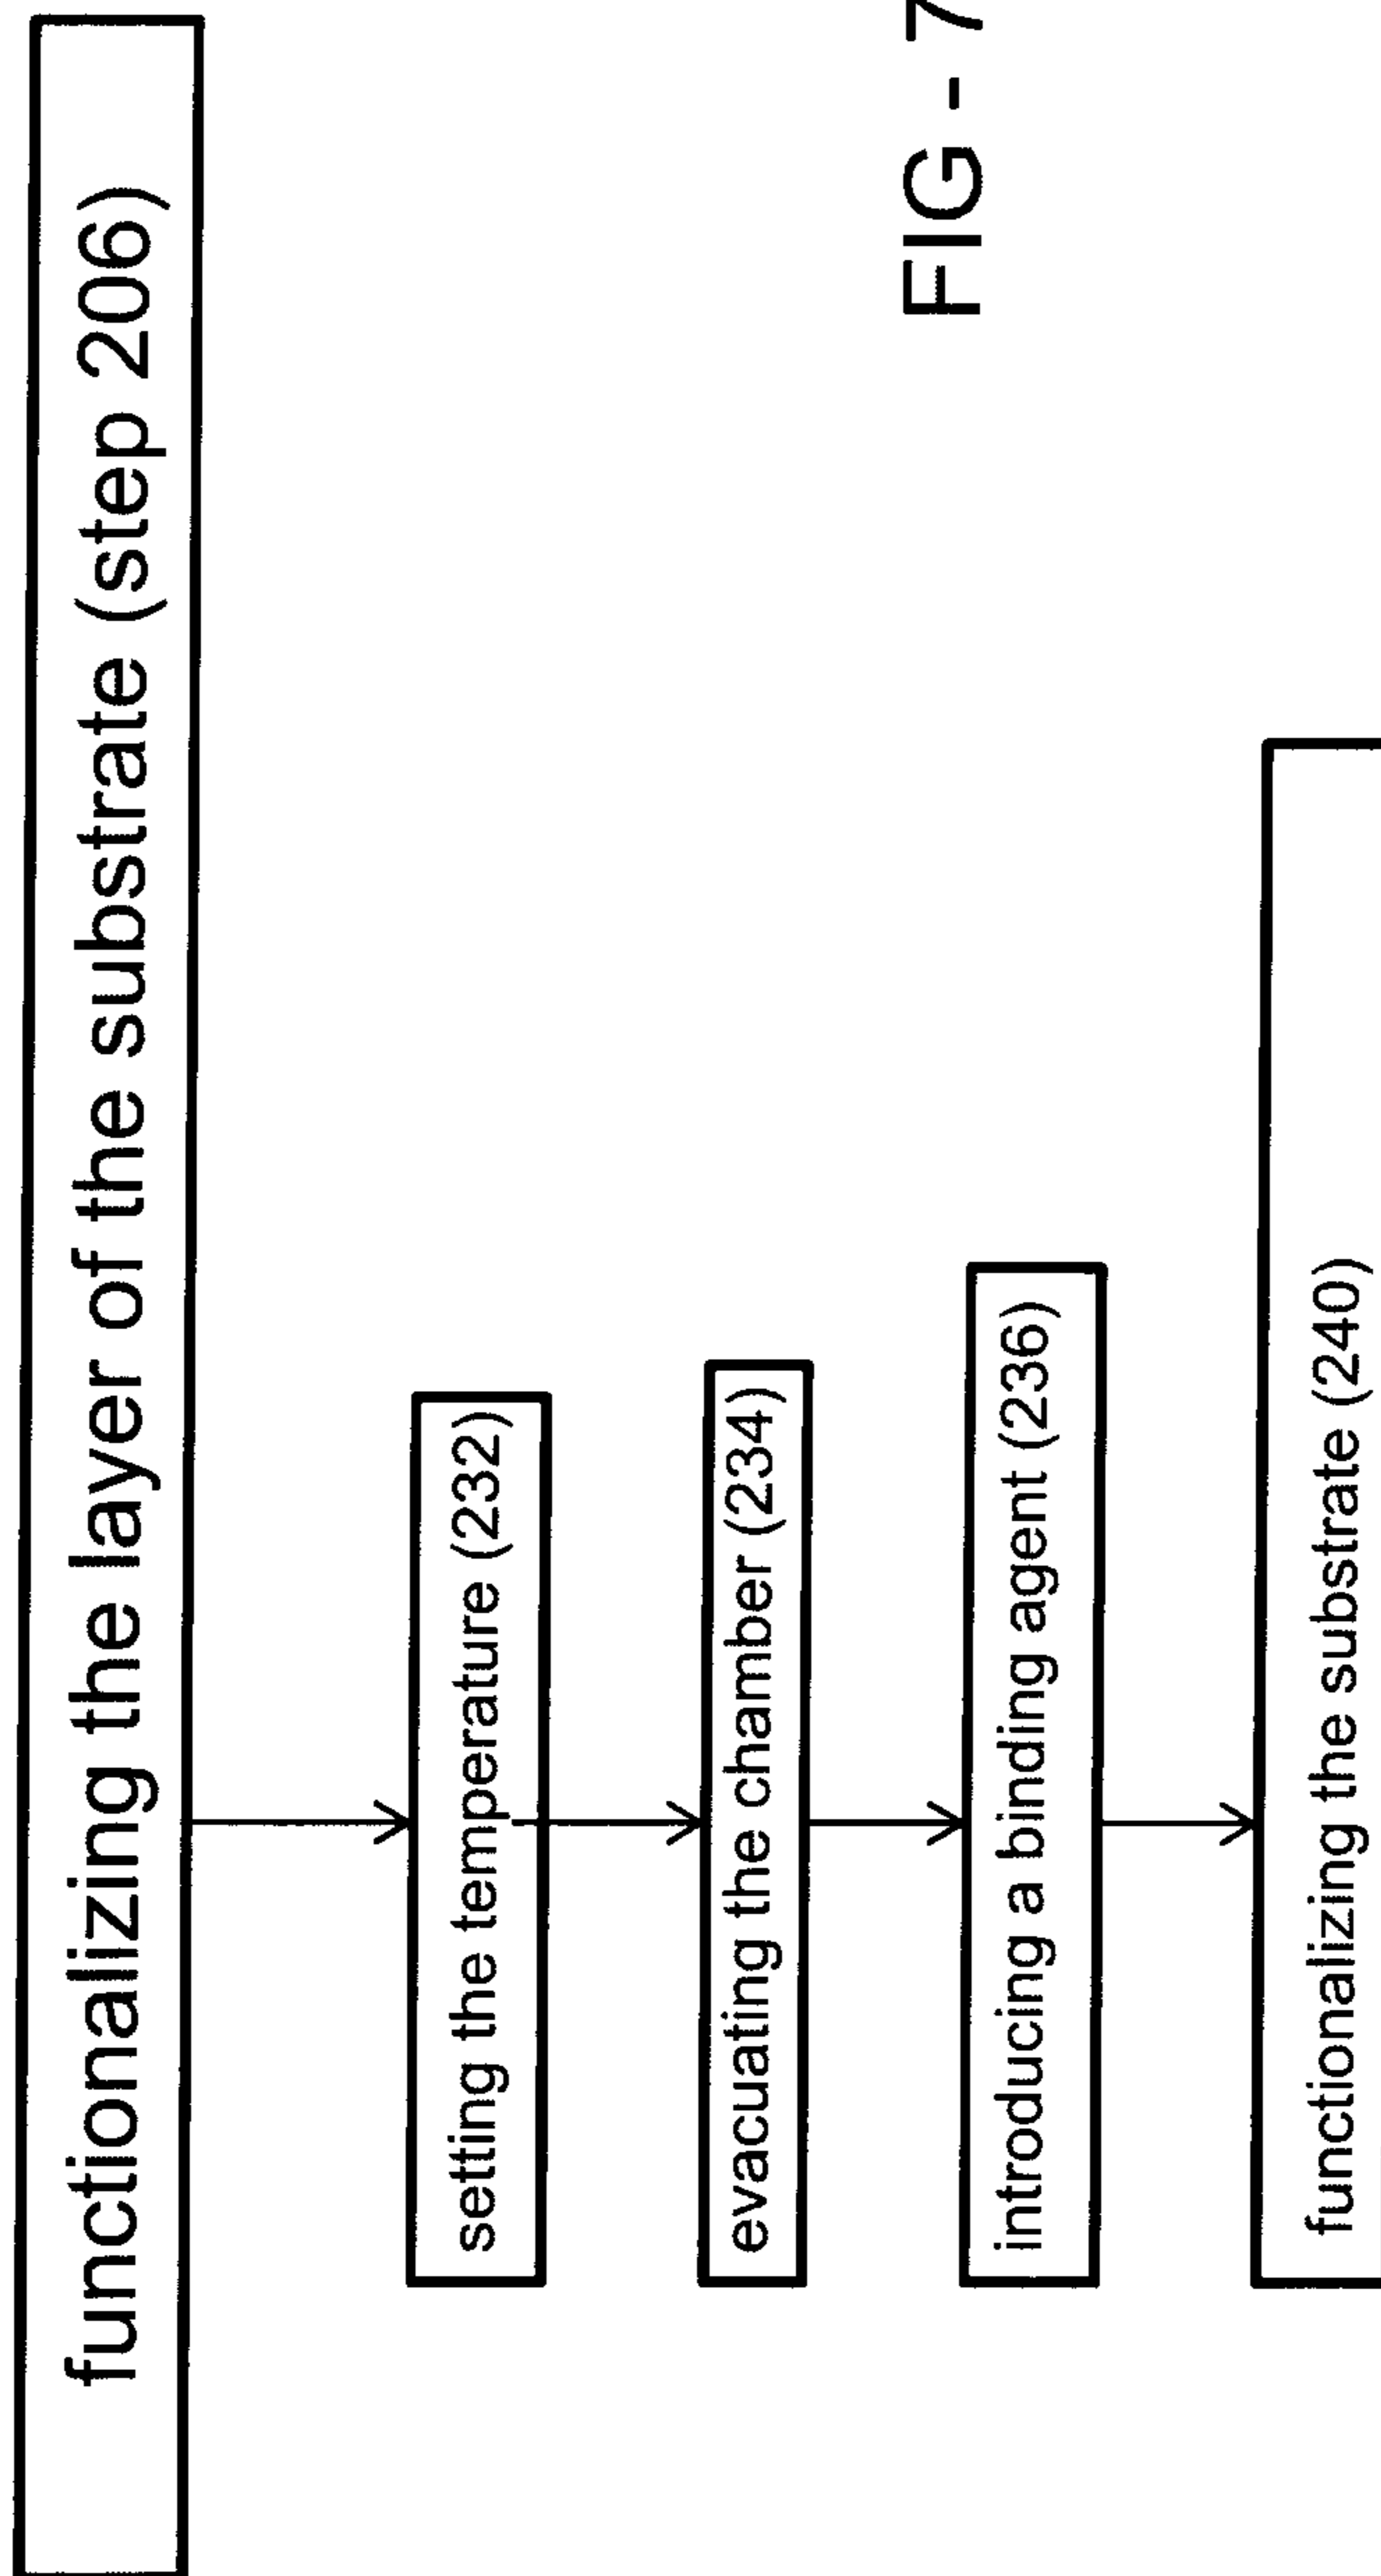 functionalizing the layer of the substrate (step 206)
setting the temperature (232)
evacuating the chamber (234)
introducing a binding agent (236)
functionalizing the substrate (240)
FIG - 7